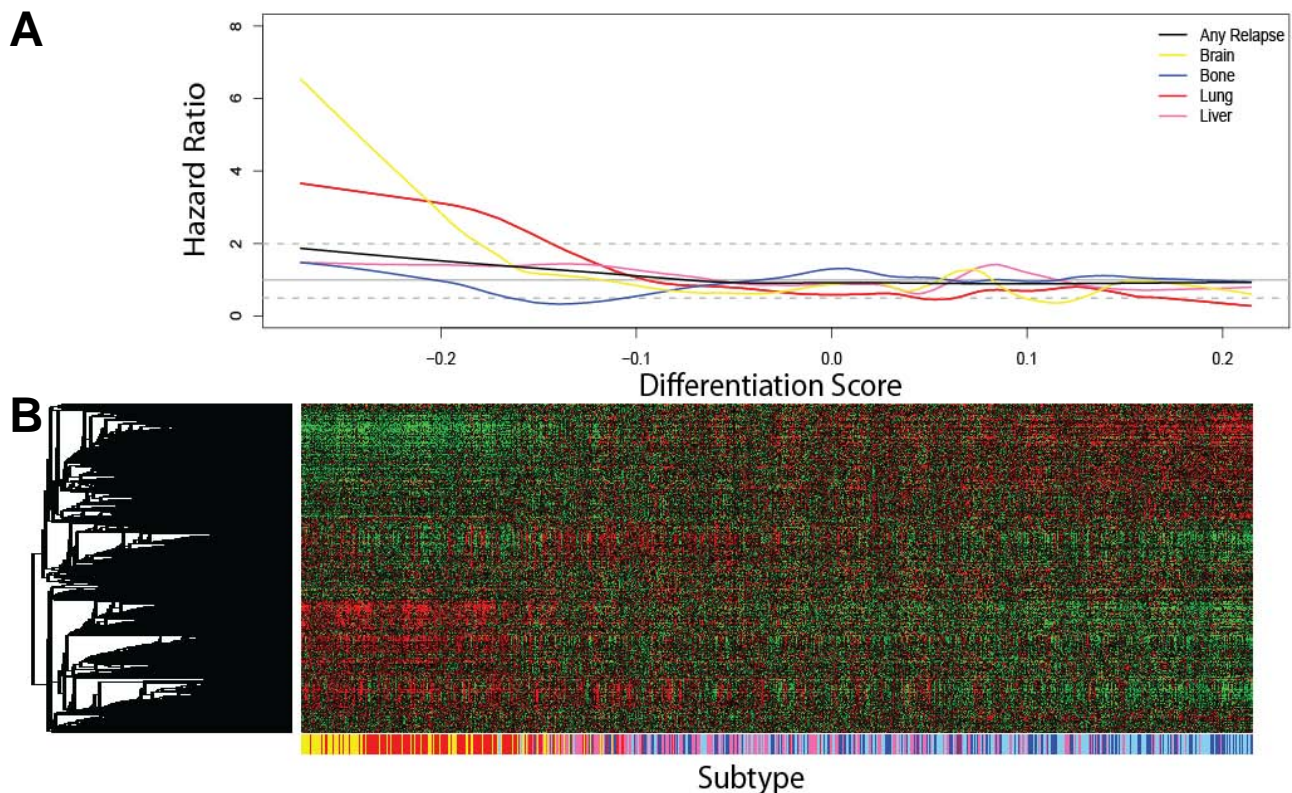 A
Hazard Ratio
8
6
4
2
0
Any Relapse
Brain
Bone
Lung
Liver
−0.2
−0.1
0.0
0.1
0.2
Differentiation Score
B
Subtype